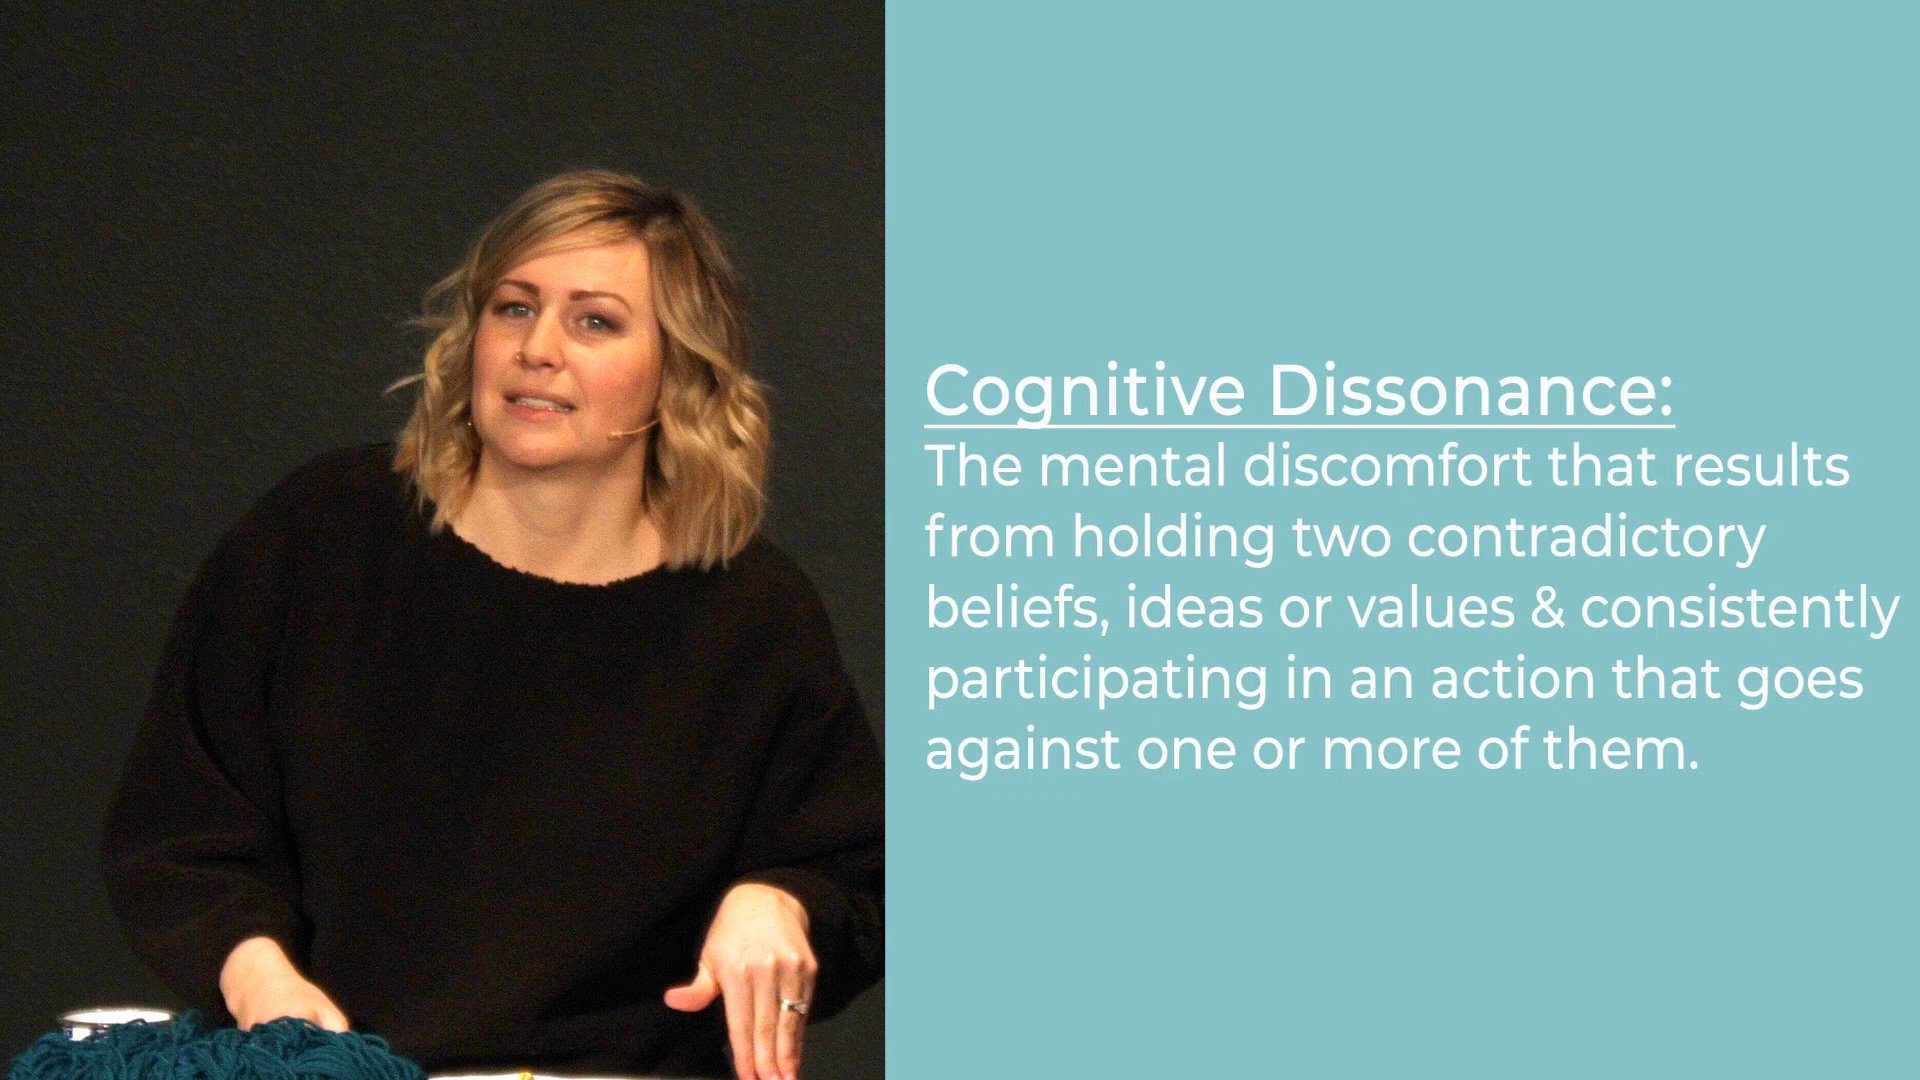 Cognitive Dissonance:
The mental discomfort that results
from holding two contradictory
beliefs, ideas or values & consistently
participating in an action that goes
against one or more of them.